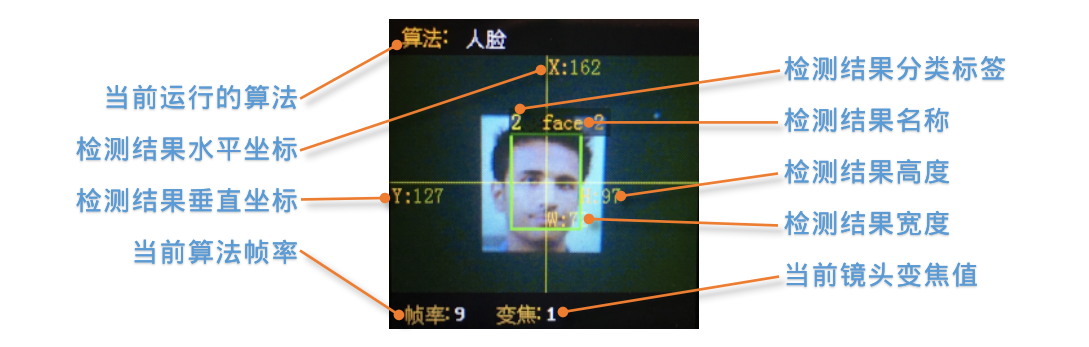 算法: 人脸
X:162
检测结果分类标签
当前运行的算法
2 face-2
检测结果名称
检测结果水平坐标
检测结果高度
Y:127
H:97
检测结果垂直坐标
检测结果宽度
当前算法帧率
当前镜头变焦值
帧率:9 变焦:1